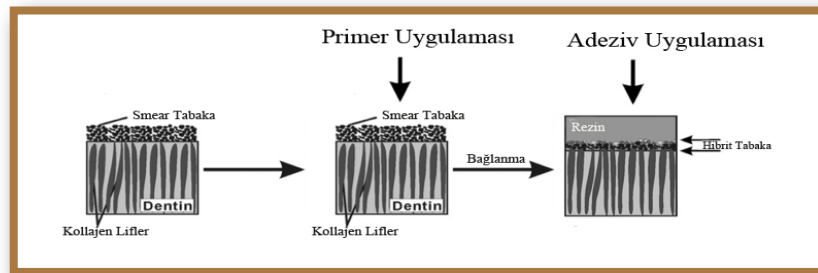 Primer Uygulaması
Adeziv Uygulaması
Smear Tabaka
Smear Tabaka
Rezin
Hibrit Tabaka
Bağlanma
Dentin
Dentin
Kollajen Lifler
Kollajen Lifler